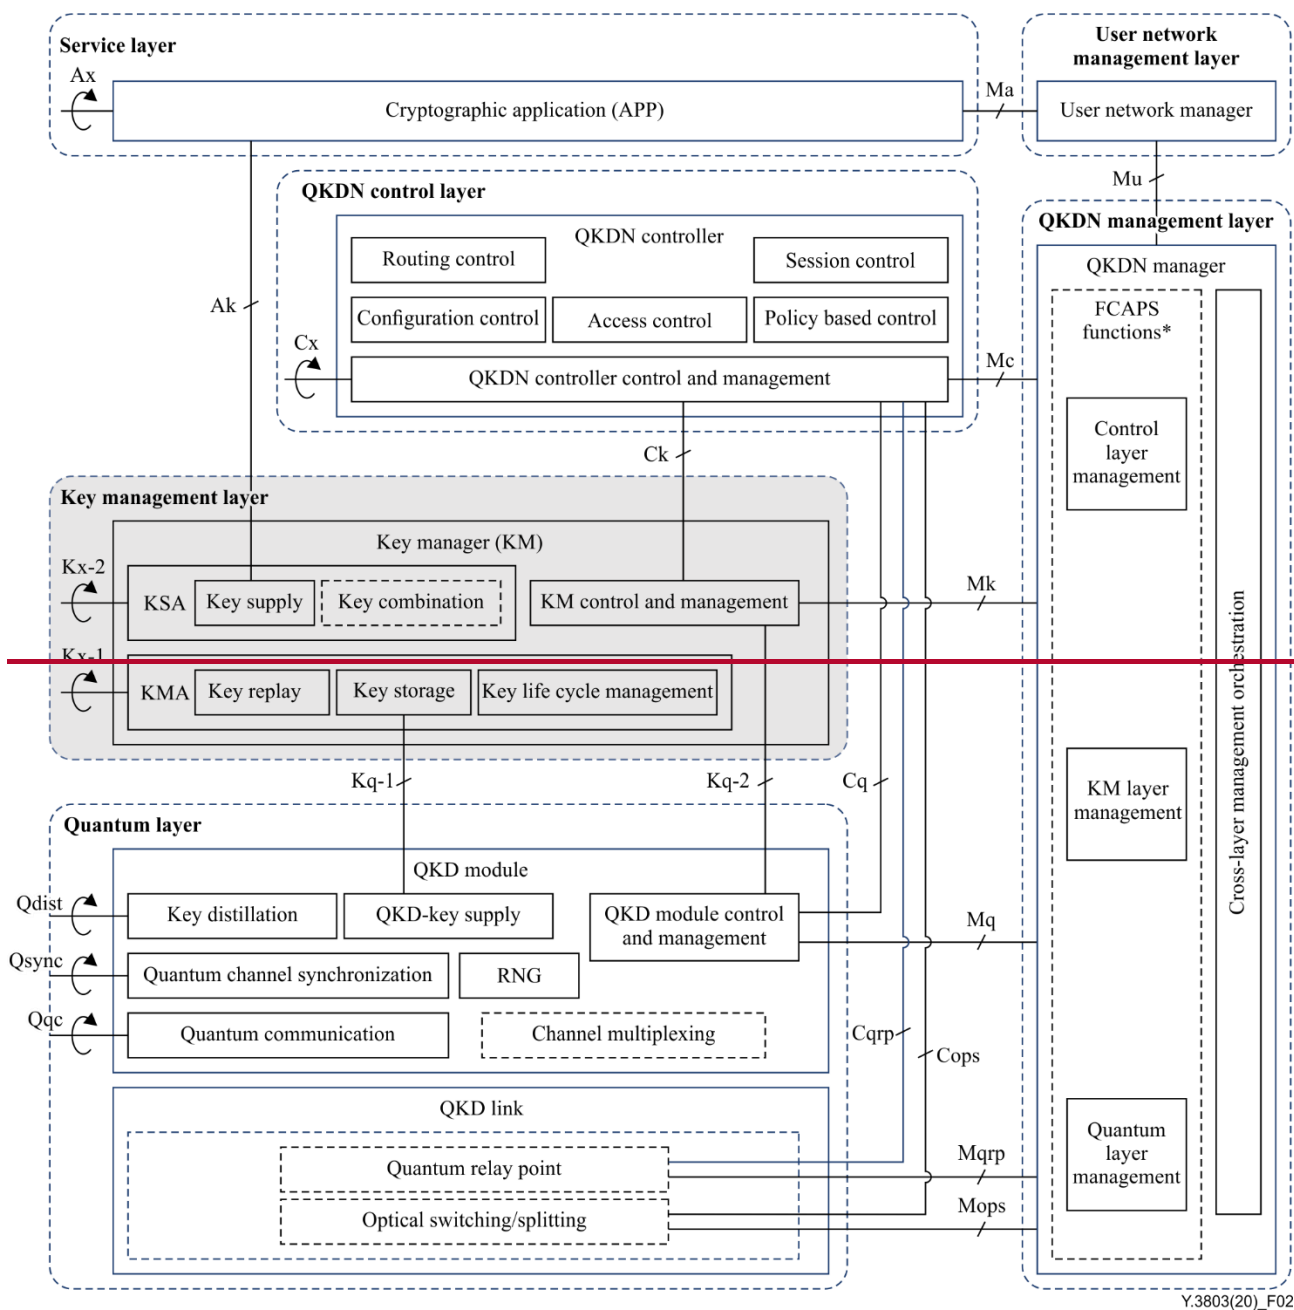 Service layer
Ax
Cryptographic application (APP)
Ma
User network
management layer
User network manager
Mu
QKDN control layer
QKDN controller
Routing control
Session control
Configuration control
Access control
Policy based control
Cx
QKDN controller control and management
Mc
Ak
Ck
QKDN management layer
QKDN manager
FCAPS
functions*
Control
layer
management
KM layer
management
Quantum
layer
management
Cross-layer management orchestration
Key management layer
Key manager (KM)
Kx-2
KSA
Key supply
Key combination
KM control and management
Mk
Kx-1
KMA
Key replay
Key storage
Key life cycle management
Kq-1
Kq-2
Cq
Quantum layer
QKD module
Qdist
Key distillation
QKD-key supply
QKD module control
and management
Mq
Qsync
Quantum channel synchronization
RNG
Qqc
Quantum communication
Channel multiplexing
Cqrp
Cops
QKD link
Quantum relay point
Mqrp
Optical switching/splitting
Mops
Y.3803(20)_F02